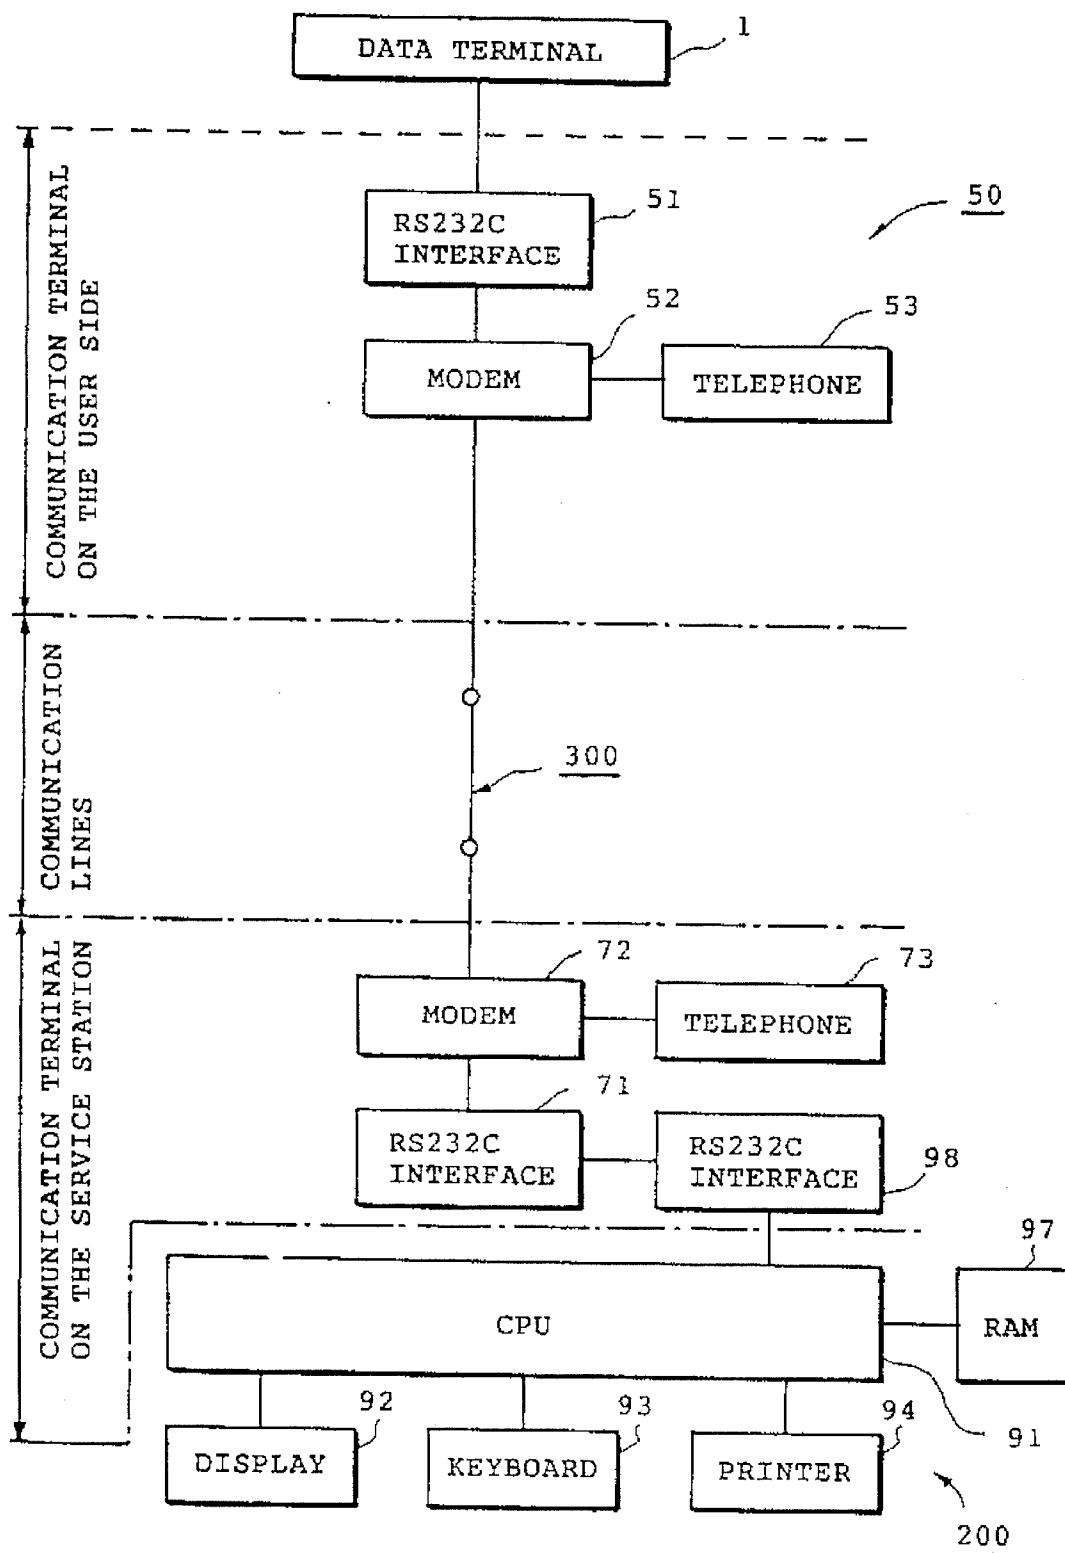 1
DATA TERMINAL
COMMUNICATION TERMINAL
ON THE USER SIDE
51
RS232C
INTERFACE
50
52
53
MODEM
TELEPHONE
COMMUNICATION
LINES
300
COMMUNICATION TERMINAL
ON THE SERVICE STATION
72
73
MODEM
TELEPHONE
71
RS232C
INTERFACE
RS232C
INTERFACE
98
97
CPU
RAM
92
93
94
91
DISPLAY
KEYBOARD
PRINTER
200